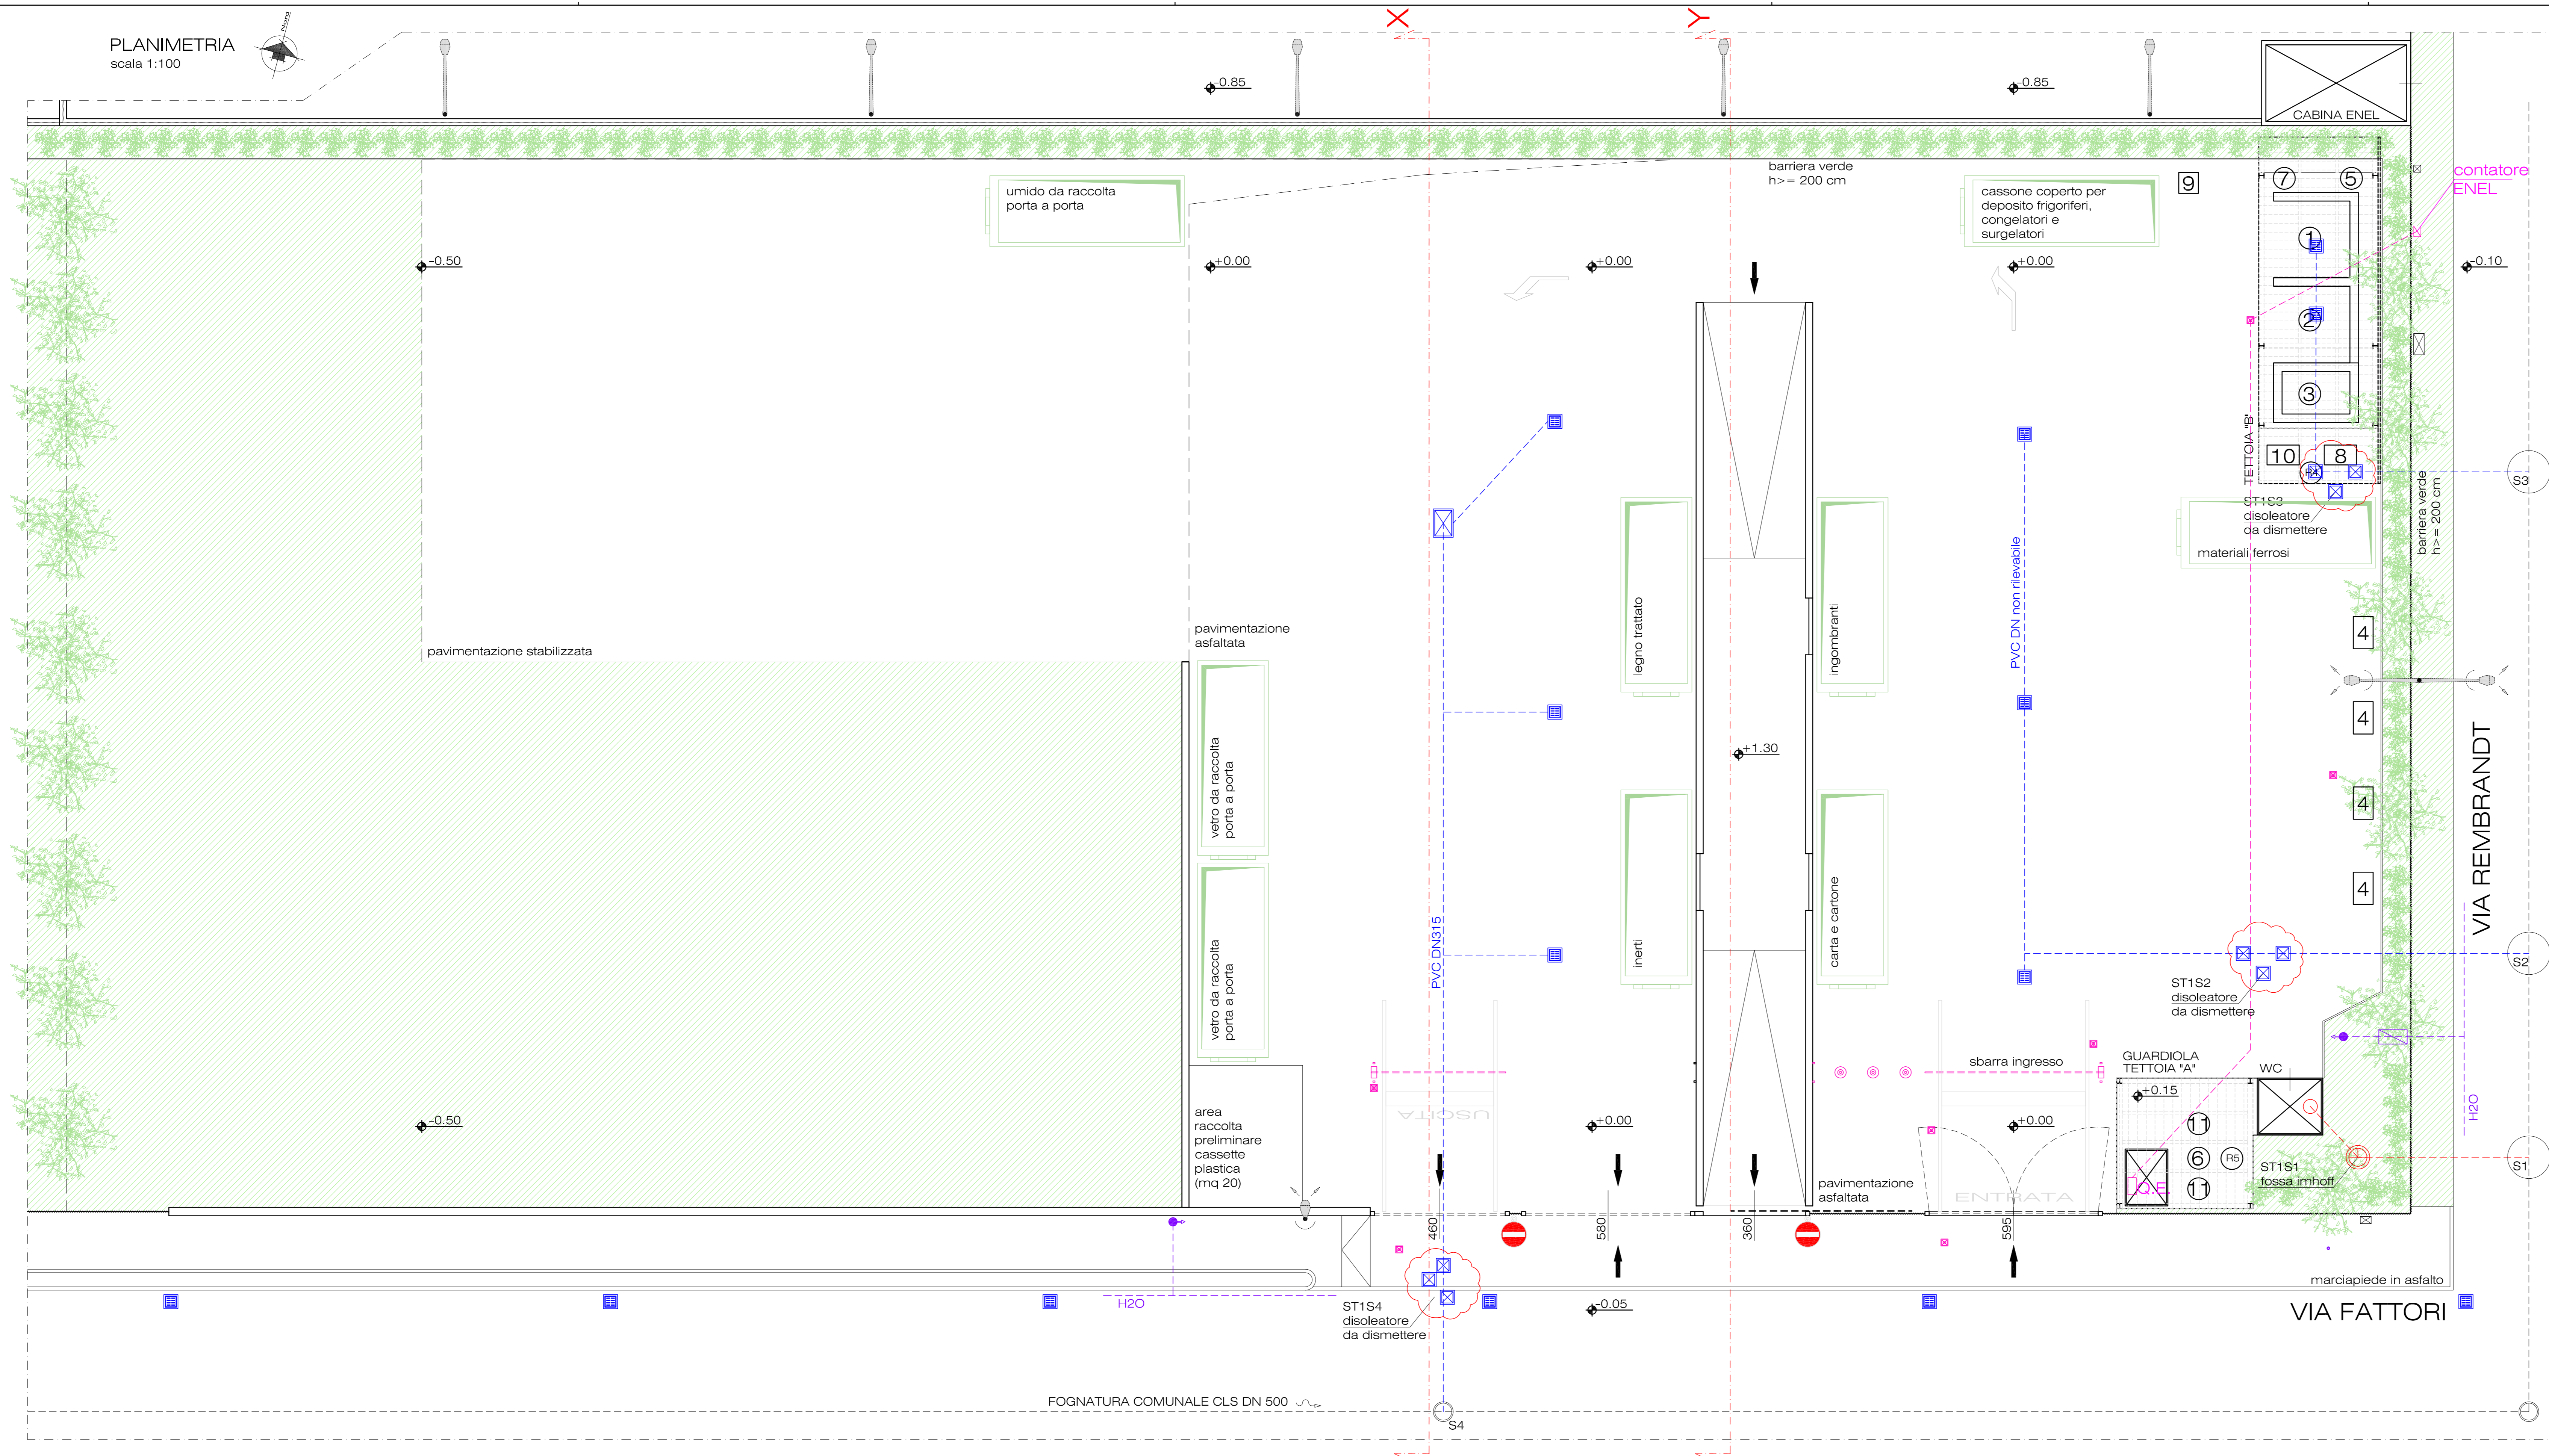 PLANIMETRIA
scala 1:100
Nord
X
Y
-0.85
-0.85
CABINA ENEL
contatore
ENEL
umido da raccolta
porta a porta
barriera verde
h>= 200 cm
cassone coperto per
deposito frigoriferi,
congelatori e
surgelatori
9
7
5
1
2
3
10
8
R4
-0.50
+0.00
+0.00
+0.00
-0.10
TETTOIA "B"
ST1S3
disoleatore
da dismettere
materiali ferrosi
barriera verde
h>= 200 cm
S3
pavimentazione stabilizzata
pavimentazione
asfaltata
legno trattato
ingombranti
PVC DN non rilevabile
4
4
4
4
VIA REMBRANDT
vetro da raccolta
porta a porta
+1.30
vetro da raccolta
porta a porta
PVC DN315
inerti
carta e cartone
S2
ST1S2
disoleatore
da dismettere
sbarra ingresso
GUARDIOLA
TETTOIA "A"
WC
+0.15
H2O
USCITA
-0.50
area
raccolta
preliminare
cassette
plastica
(mq 20)
+0.00
+0.00
11
6
R5
11
Q.E.
ST1S1
fossa imhoff
S1
pavimentazione
asfaltata
ENTRATA
460
580
360
595
marciapiede in asfalto
H2O
ST1S4
disoleatore
da dismettere
-0.05
VIA FATTORI
FOGNATURA COMUNALE CLS DN 500
S4